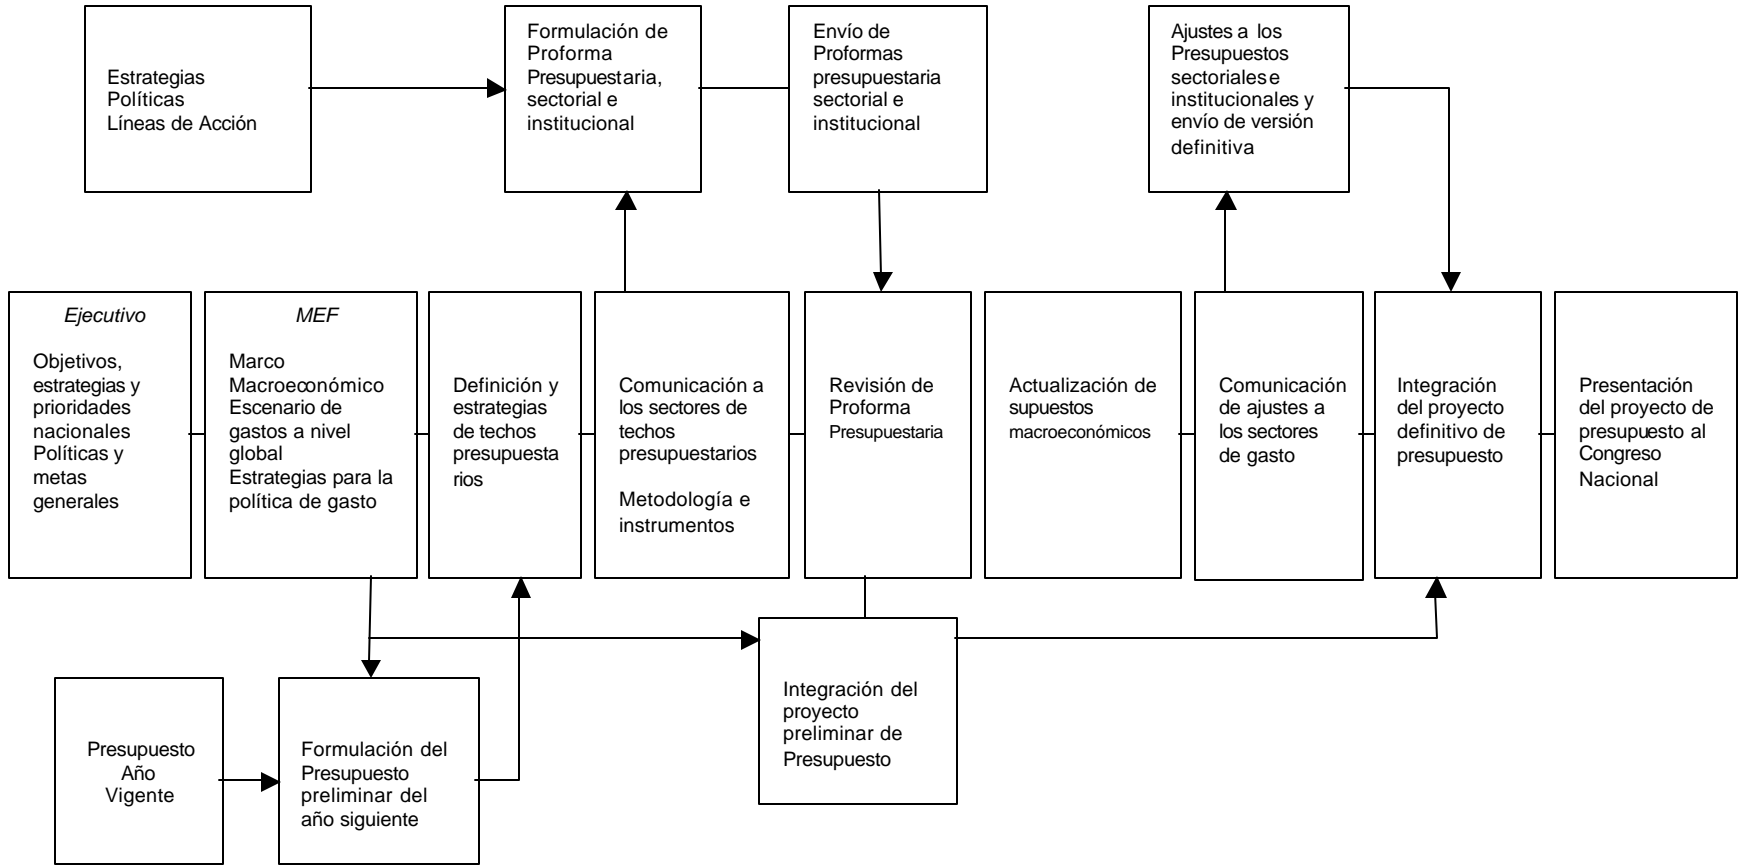 Estrategias
Políticas
Líneas de Acción
Formulación de
Proforma
Presupuestaria,
sectorial e
institucional
Envío de
Proformas
presupuestaria
sectorial e
institucional
Ajustes a los
Presupuestos
sectoriales e
institucionales y
envío de versión
definitiva
Ejecutivo
Objetivos,
estrategias y
prioridades
nacionales
Políticas y
metas
generales
MEF
Marco
Macroeconómico
Escenario de
gastos a nivel
global
Estrategias para la
política de gasto
Definición y
estrategias
de techos
presupuesta
rios
Comunicación a
los sectores de
techos
presupuestarios
Metodología e
instrumentos
Revisión de
Proforma
Presupuestaria
Actualización de
supuestos
macroeconómicos
Comunicación
de ajustes a
los sectores
de gasto
Integración
del proyecto
definitivo de
presupuesto
Presentación
del proyecto de
presupuesto al
Congreso
Nacional
Presupuesto
Año
Vigente
Formulación del
Presupuesto
preliminar del
año siguiente
Integración del
proyecto
preliminar de
Presupuesto